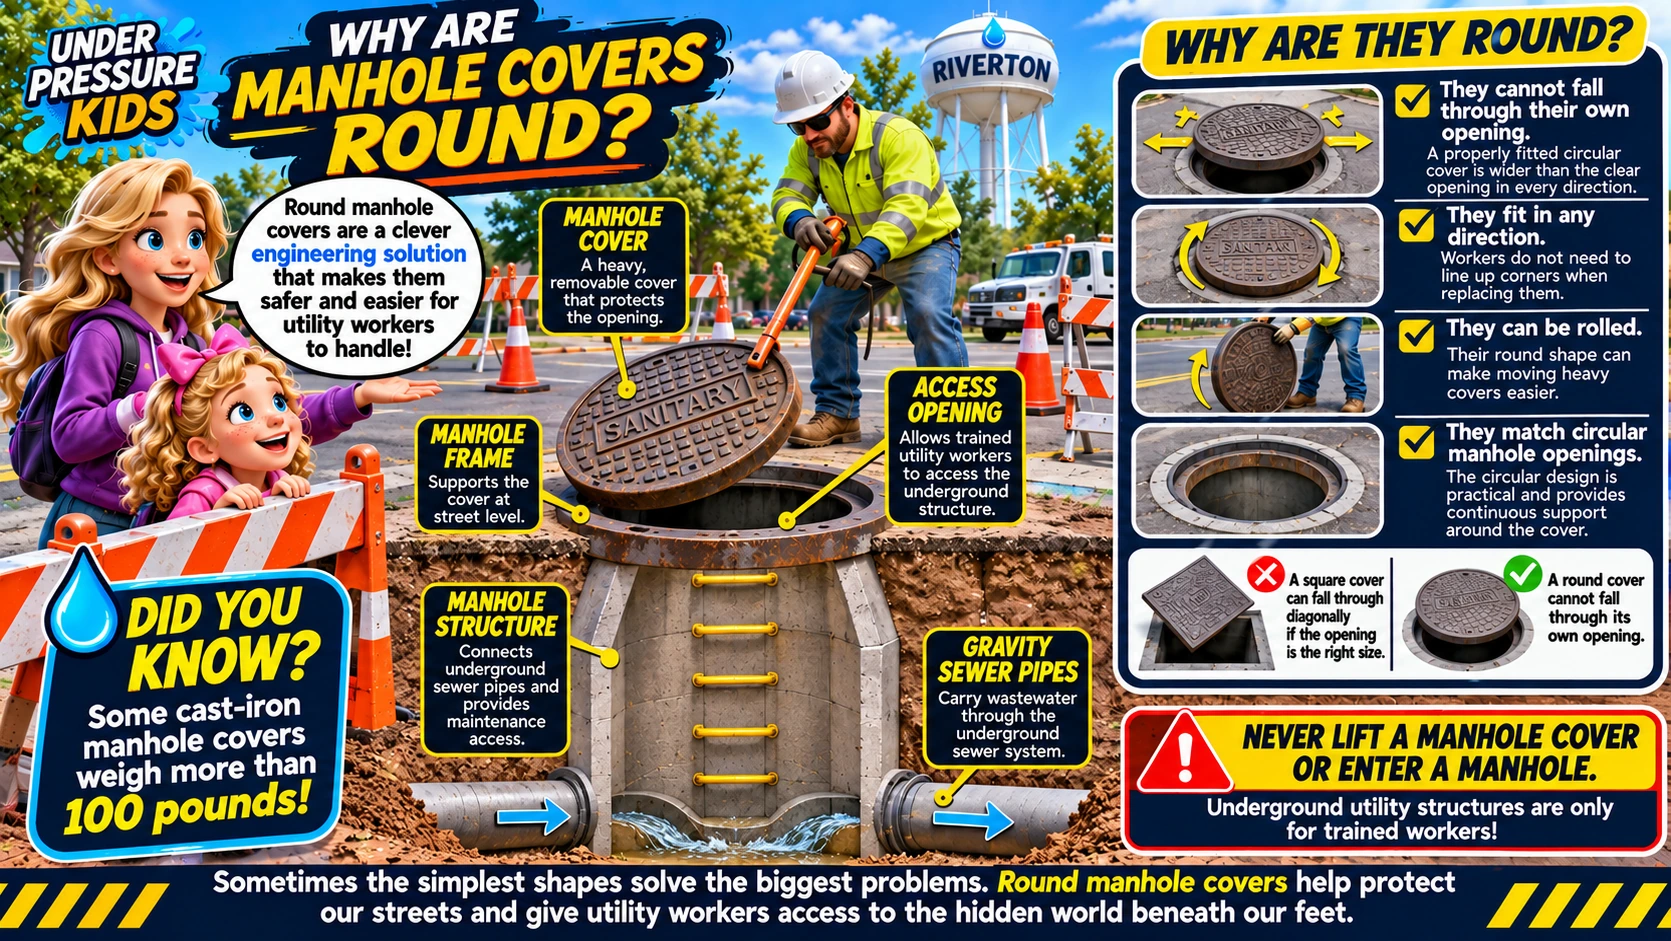 UNDER
PRESSURE
KIDS
WHY ARE
MANHOLE COVERS
ROUND?
RIVERTON
Round manhole
covers are a clever
engineering solution
that makes them
safer and easier for
utility workers
to handle!
MANHOLE
COVER
A heavy,
removable cover
that protects
the opening.
SANITARY
MANHOLE
FRAME
Supports the
cover at
street level.
ACCESS
OPENING
Allows trained
utility workers
to access the
underground
structure.
MANHOLE
STRUCTURE
Connects
underground
sewer pipes and
provides
maintenance
access.
GRAVITY
SEWER PIPES
Carry wastewater
through the
underground
sewer system.
DID YOU
KNOW?
Some cast-iron
manhole covers
weigh more than
100 pounds!
WHY ARE THEY ROUND?
They cannot fall
through their own
opening.
A properly fitted circular
cover is wider than the clear
opening in every direction.
They fit in any
direction.
Workers do not need to
line up corners when
replacing them.
They can be rolled.
Their round shape can
make moving heavy
covers easier.
They match circular
manhole openings.
The circular design is
practical and provides
continuous support
around the cover.
A square cover
can fall through
diagonally
if the opening
is the right size.
A round cover
cannot fall
through its
own opening.
NEVER LIFT A MANHOLE COVER
OR ENTER A MANHOLE.
Underground utility structures are only
for trained workers!
Sometimes the simplest shapes solve the biggest problems. Round manhole covers help protect
our streets and give utility workers access to the hidden world beneath our feet.